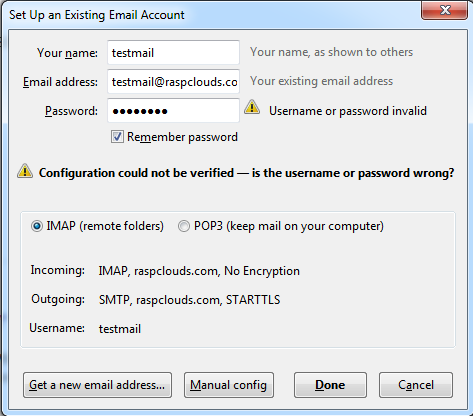 Set Up an Existing Email Account
Your name: testmail Your name, as shown to others
Email address: testmail@raspclouds.co Your existing email address
Password: ●●●●●●●● Username or password invalid
Remember password
Configuration could not be verified — is the username or password wrong?
IMAP (remote folders) POP3 (keep mail on your computer)
Incoming: IMAP, raspclouds.com, No Encryption
Outgoing: SMTP, raspclouds.com, STARTTLS
Username: testmail
Get a new email address... Manual config Done Cancel